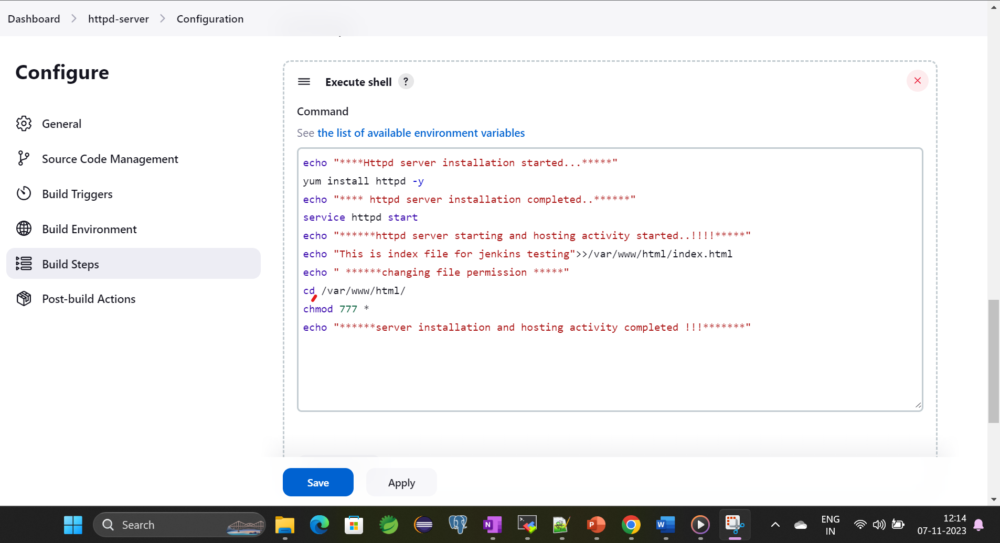 Dashboard > httpd-server > Configuration
Configure
General
Source Code Management
Build Triggers
Build Environment
Build Steps
Post-build Actions
Execute shell ?
Command
See the list of available environment variables
echo "****Httpd server installation started...*****"
yum install httpd -y
echo "**** httpd server installation completed..******"
service httpd start
echo "******httpd server starting and hosting activity started..!!!!*****"
echo "This is index file for jenkins testing">>/var/www/html/index.html
echo " ******changing file permission *****"
cd /var/www/html/
chmod 777 *
echo "******server installation and hosting activity completed !!!*******"
Save
Apply
Search
N
P
W
ENG
IN
12:14
07-11-2023